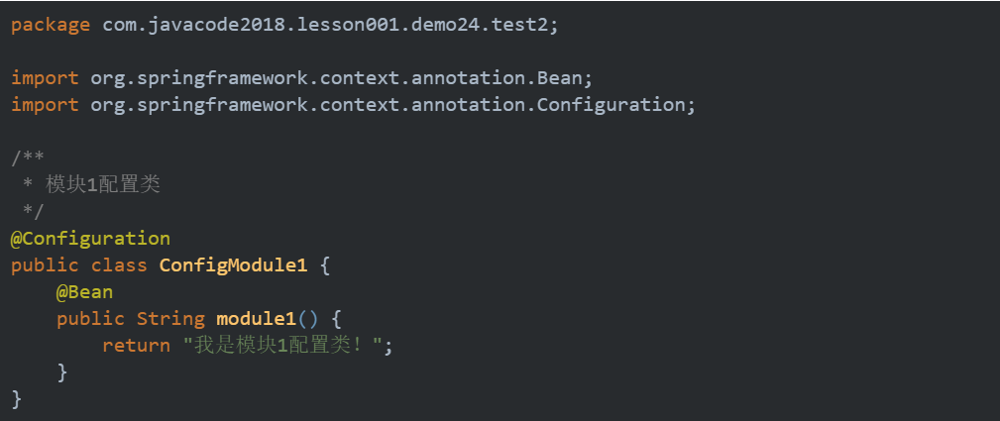 package com.javacode2018.lesson001.demo24.test2;
import org.springframework.context.annotation.Bean;
import org.springframework.context.annotation.Configuration;
/**
 * 模块1配置类
 */
@Configuration
public class ConfigModule1 {
    @Bean
    public String module1() {
        return "我是模块1配置类！";
    }
}